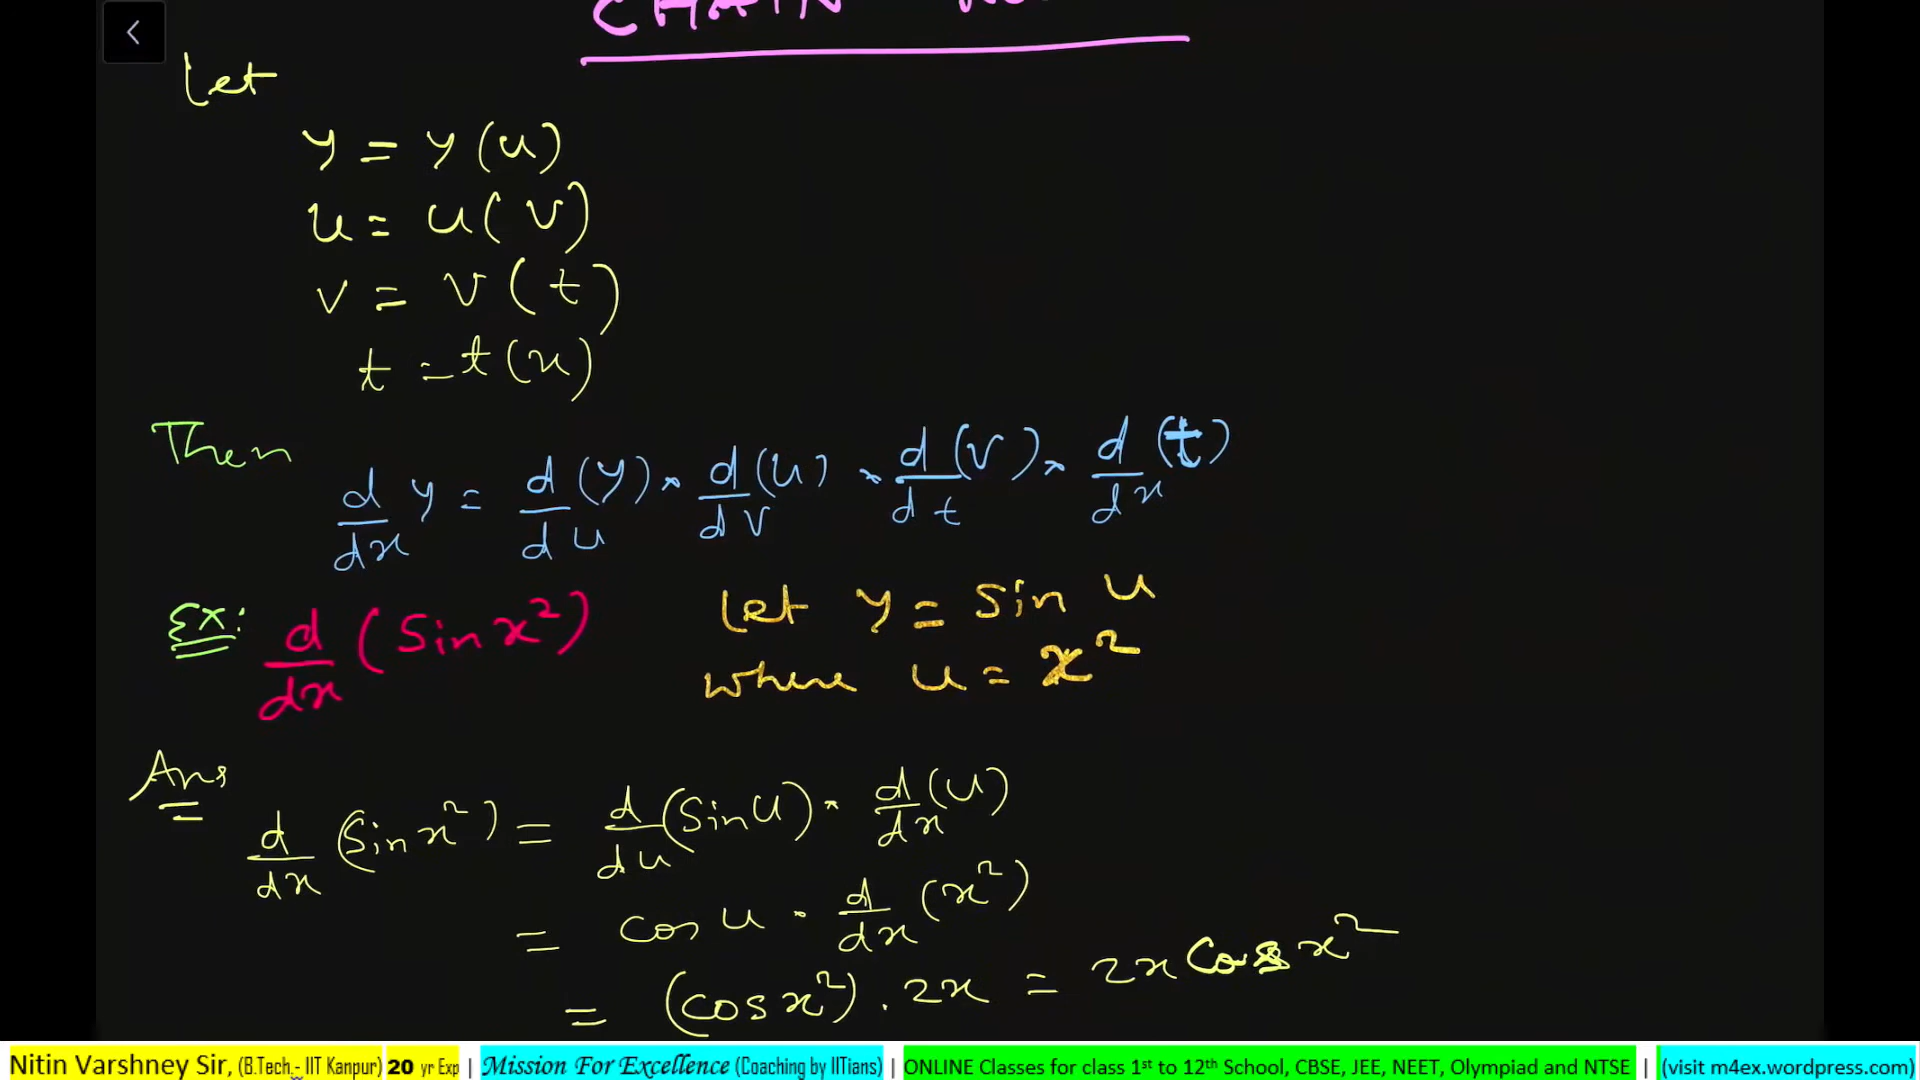 CHAIN
Let
y = y(u)
u = u(v)
v = v(t)
t = t(x)
Then
d/dx y = d/du (y) × d/dv (u) × d/dt (v) × d/dx (t)
Ex: d/dx (Sin x²) Let y = Sin u
where u = x²
Ans
d/dx (Sin x²) = d/du (Sin u) × d/dx (u)
= cos u · d/dx (x²)
= (cos x²) . 2x = 2x Cos x²
Nitin Varshney Sir, (B.Tech.- IIT Kanpur) 20 yr Exp | Mission For Excellence (Coaching by IITians) | ONLINE Classes for class 1st to 12th School, CBSE, JEE, NEET, Olympiad and NTSE | (visit m4ex.wordpress.com)